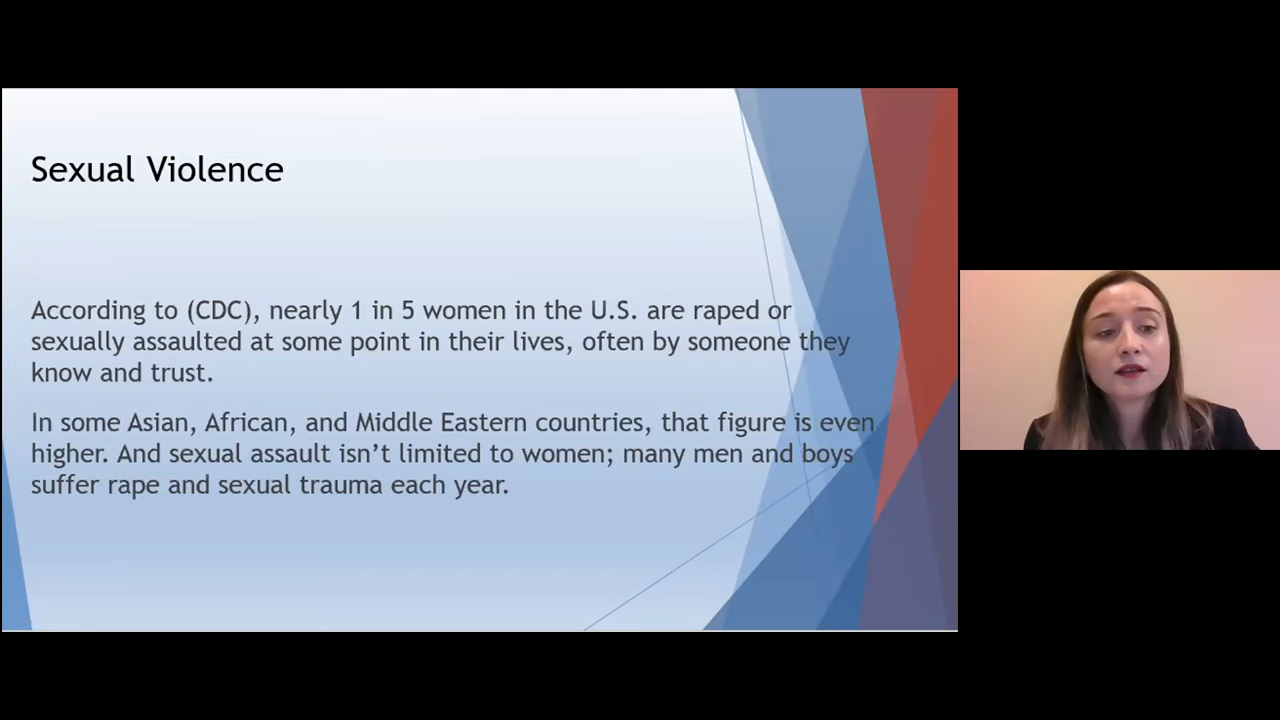 Sexual Violence
According to (CDC), nearly 1 in 5 women in the U.S. are raped or
sexually assaulted at some point in their lives, often by someone they
know and trust.
In some Asian, African, and Middle Eastern countries, that figure is even
higher. And sexual assault isn’t limited to women; many men and boys
suffer rape and sexual trauma each year.